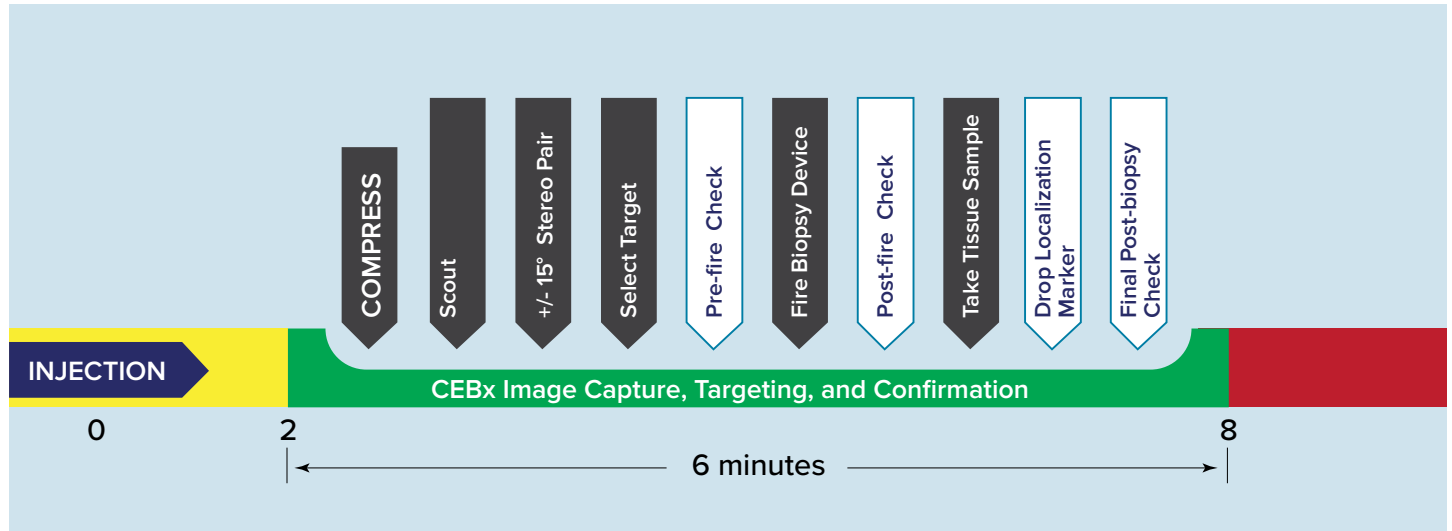 COMPRESS
Scout
+/- 15° Stereo Pair
Select Target
Pre-fire Check
Fire Biopsy Device
Post-fire Check
Take Tissue Sample
Drop Localization
Marker
Final Post-biopsy
Check
INJECTION
CEBx Image Capture, Targeting, and Confirmation
0
2
8
6 minutes